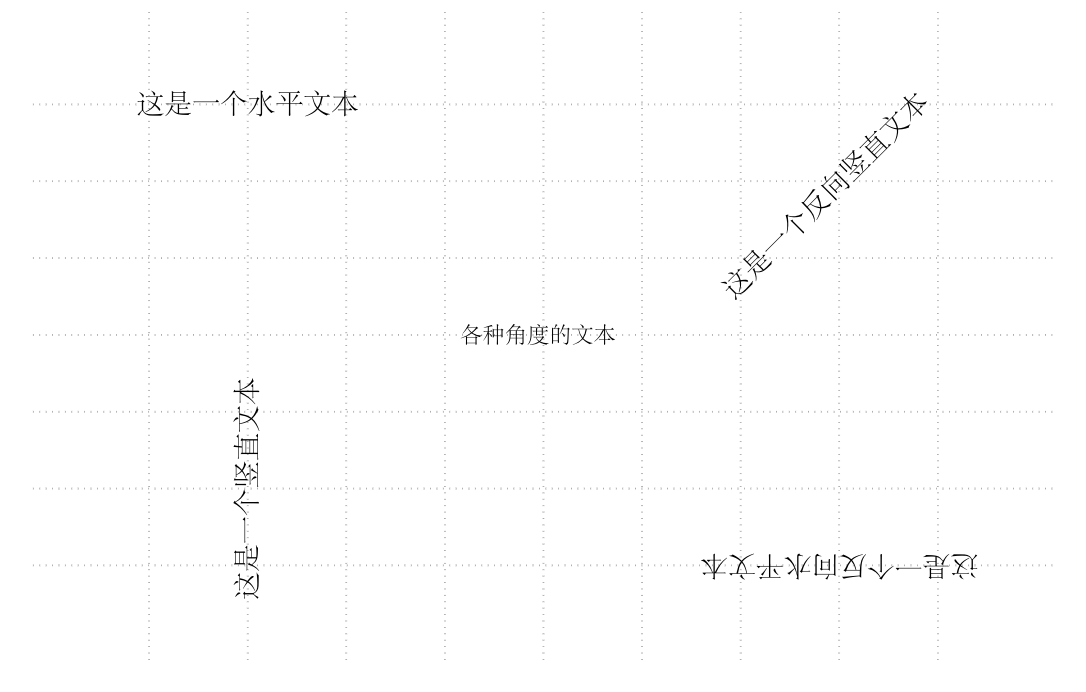 这是一个水平文本
这是一个反向竖直文本
各种角度的文本
这是一个竖直文本
这是一个反向水平文本